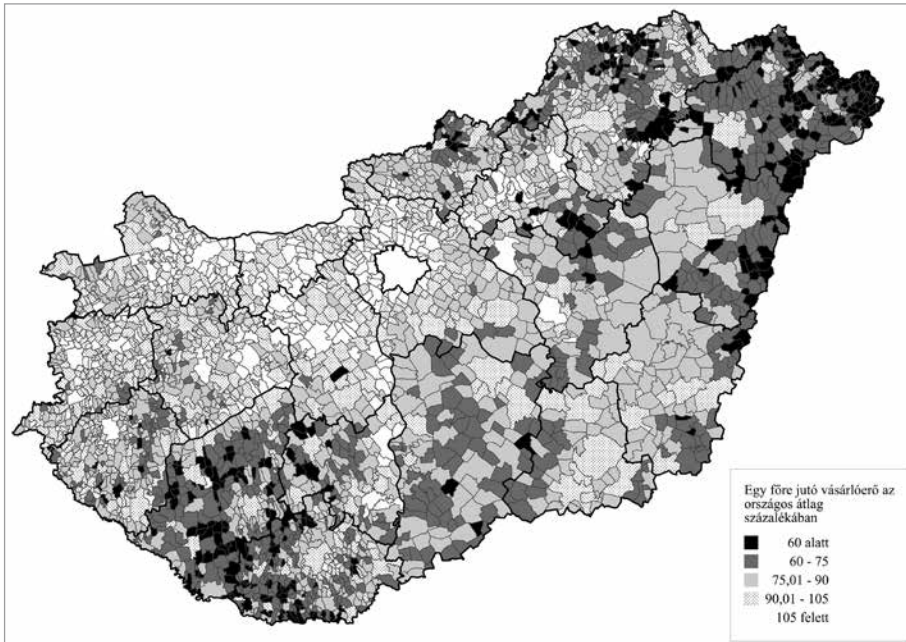 Egy főre jutó vásárlóerő az
országos átlag
százalékában
60 alatt
60 - 75
75,01 - 90
90,01 - 105
105 felett